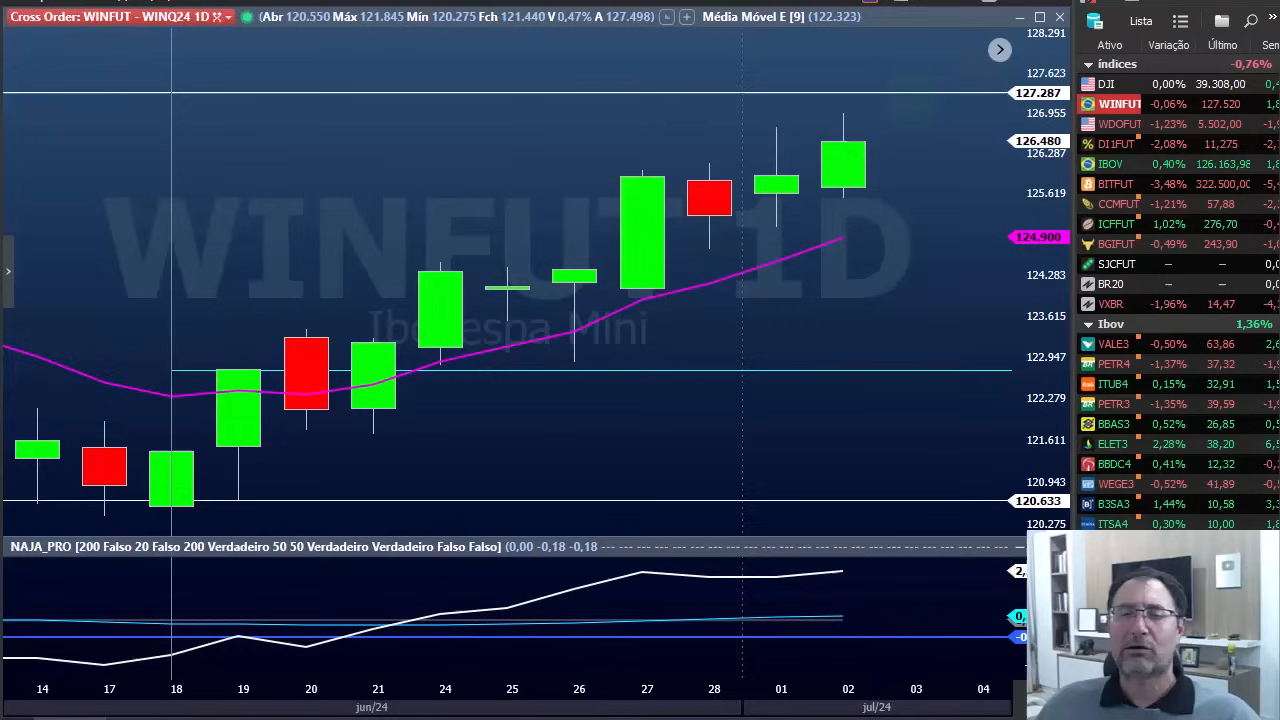 Cross Order: WINFUT - WINQ24 1D
(Abr 120.550 Máx 121.845 Mín 120.275 Fch 121.440 V 0,47% A 127.498)
Média Móvel E [9] (122.323)
128.291
127.623
127.287
126.955
126.480
126.287
125.619
124.900
124.283
123.615
122.947
122.279
121.611
120.943
120.633
120.275
WINFUT 1D
Ibovespa Mini
NAJA_PRO [200 Falso 20 Falso 200 Verdadeiro 50 50 Verdadeiro Verdadeiro Falso Falso] (0,00 -0,18 -0,18 --- --- --- --- --- --- --- --- --- --- --- --- --- ---
2,
0,
-0
14 17 18 19 20 21 24 25 26 27 28 01 02 03 04
jun/24 jul/24
Lista
Ativo Variação Último
índices -0,76%
DJI 0,00% 39.308,00
WINFUT -0,06% 127.520
WDOFUT -1,23% 5.502,00
DI1FUT -2,08% 11,275
IBOV 0,40% 126.163,98
BITFUT -3,48% 322.500,00
COMFUT -1,21% 57,88
ICFFUT 1,02% 276,70
BGIFUT -0,49% 243,90
SJCFUT – –
BR20 – –
VXBR -1,96% 14,47
Ibov 1,36%
VALE3 -0,50% 63,86
PETR4 -1,37% 37,32
ITUB4 0,15% 32,91
PETR3 -1,35% 39,59
BBAS3 0,52% 26,85
ELET3 2,28% 38,20
BBDC4 0,41% 12,32
WEGE3 -0,52% 41,89
B3SA3 1,44% 10,58
ITSA4 0,30% 10,00